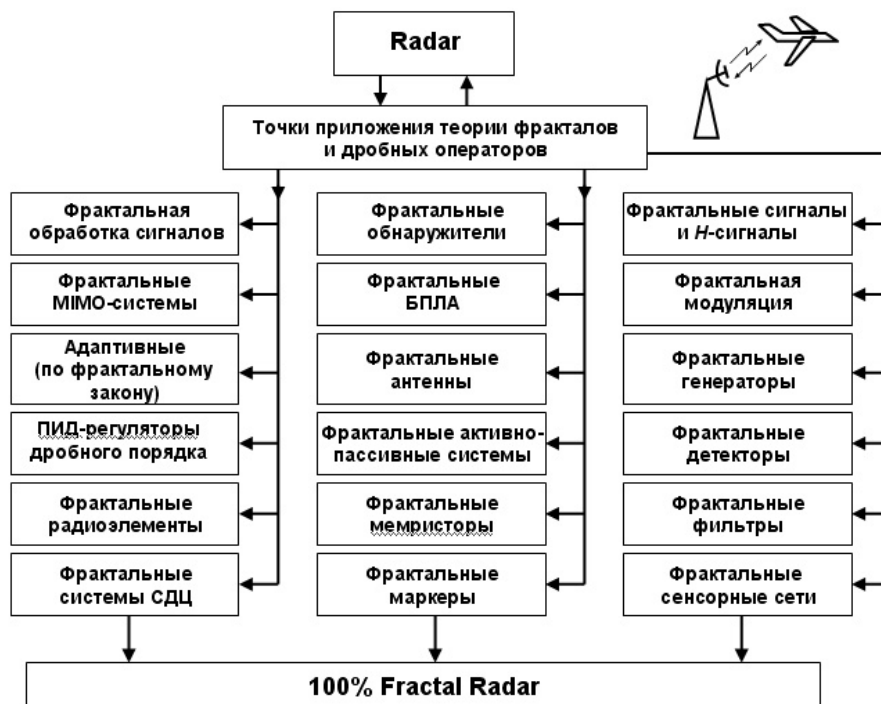 Radar
Точки приложения теории фракталов
и дробных операторов
Фрактальная
обработка сигналов
Фрактальные
MIMO-системы
Адаптивные
(по фрактальному
закону)
ПИД-регуляторы
дробного порядка
Фрактальные
радиоэлементы
Фрактальные
системы СДЦ
Фрактальные
обнаружители
Фрактальные
БПЛА
Фрактальные
антенны
Фрактальные активно-
пассивные системы
Фрактальные
мемристоры
Фрактальные
маркеры
Фрактальные сигналы
и H-сигналы
Фрактальная
модуляция
Фрактальные
генераторы
Фрактальные
детекторы
Фрактальные
фильтры
Фрактальные
сенсорные сети
100% Fractal Radar